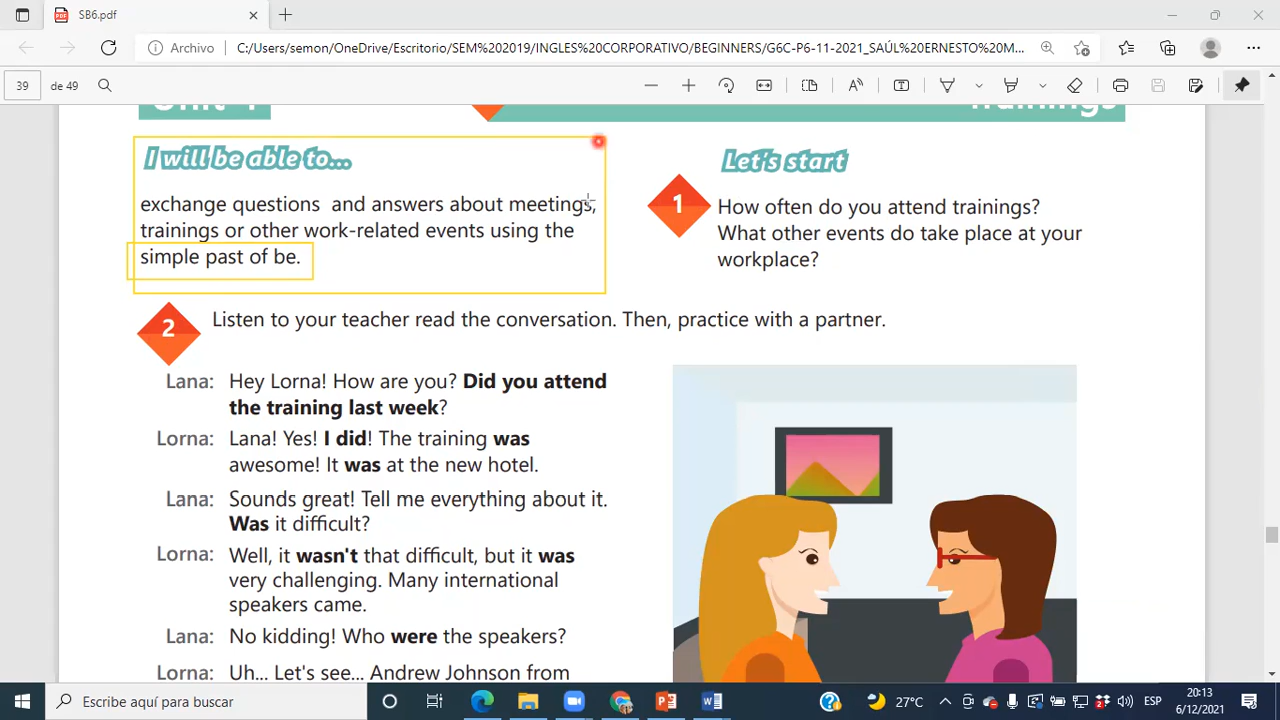 SB6.pdf
Archivo
C:/Users/semon/OneDrive/Escritorio/SEM%202019/INGLES%20CORPORATIVO/BEGINNERS/G6C-P6-11-2021_SAÚL%20ERNESTO%20M...
39 de 49
Trainings
I will be able to...
exchange questions and answers about meetings,
trainings or other work-related events using the
simple past of be.
Let's start
1
How often do you attend trainings?
What other events do take place at your
workplace?
2
Listen to your teacher read the conversation. Then, practice with a partner.
Lana: Hey Lorna! How are you? Did you attend
the training last week?
Lorna: Lana! Yes! I did! The training was
awesome! It was at the new hotel.
Lana: Sounds great! Tell me everything about it.
Was it difficult?
Lorna: Well, it wasn't that difficult, but it was
very challenging. Many international
speakers came.
Lana: No kidding! Who were the speakers?
Lorna: Uh... Let's see... Andrew Johnson from
Escribe aquí para buscar
27°C
ESP
20:13
6/12/2021